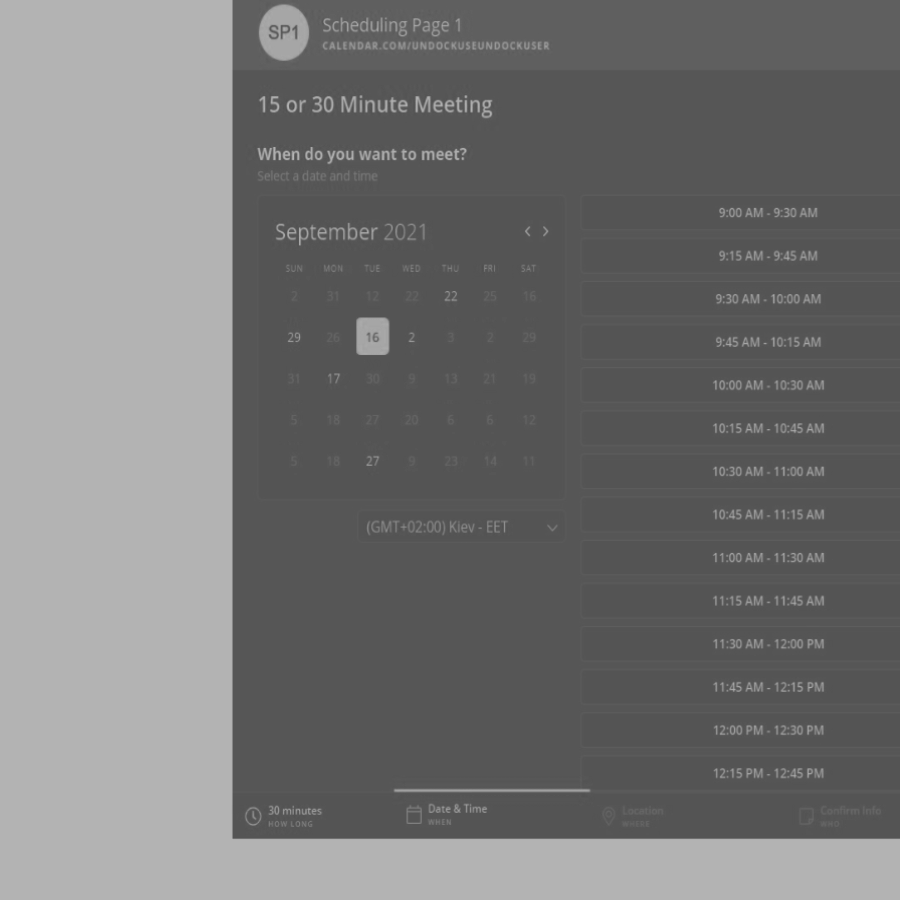 SP1
Scheduling Page 1
CALENDAR.COM/UNDOCKUSEUNDOCKUSER
15 or 30 Minute Meeting
When do you want to meet?
Select a date and time
September 2021
SUN MON TUE WED THU FRI SAT
2 31 12 22 22 25 16
29 26 16 2 3 2 29
31 17 30 9 13 21 19
5 18 27 20 6 6 12
5 18 27 9 23 14 11
(GMT+02:00) Kiev - EET
9:00 AM - 9:30 AM
9:15 AM - 9:45 AM
9:30 AM - 10:00 AM
9:45 AM - 10:15 AM
10:00 AM - 10:30 AM
10:15 AM - 10:45 AM
10:30 AM - 11:00 AM
10:45 AM - 11:15 AM
11:00 AM - 11:30 AM
11:15 AM - 11:45 AM
11:30 AM - 12:00 PM
11:45 AM - 12:15 PM
12:00 PM - 12:30 PM
12:15 PM - 12:45 PM
30 minutes
HOW LONG
Date & Time
WHEN
Location
WHERE
Confirm Info
WHO